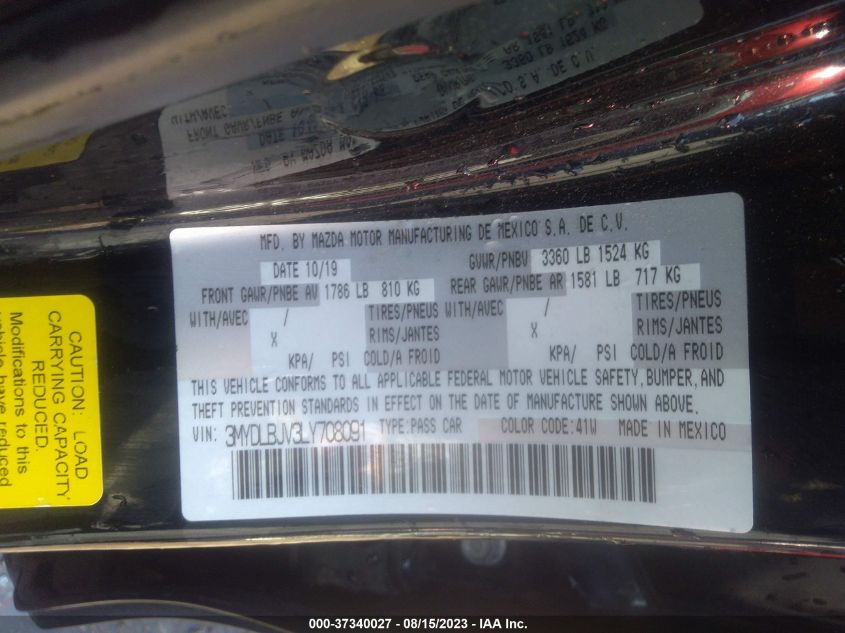 MFD. BY MAZDA MOTOR MANUFACTURING DE MEXICO S.A. DE C.V.
DATE 10/19 GVWR/PNBV 3360 LB 1524 KG
FRONT GAWR/PNBE AV 1786 LB 810 KG REAR GAWR/PNBE AR 1581 LB 717 KG
WITH/AVEC / TIRES/PNEUS WITH/AVEC / TIRES/PNEUS
X RIMS/JANTES X RIMS/JANTES
KPA/ PSI COLD/A FROID KPA/ PSI COLD/A FROID
THIS VEHICLE CONFORMS TO ALL APPLICABLE FEDERAL MOTOR VEHICLE SAFETY, BUMPER, AND
THEFT PREVENTION STANDARDS IN EFFECT ON THE DATE OF MANUFACTURE SHOWN ABOVE.
VIN: 3MYDLBJV3LY708091 TYPE:PASS CAR COLOR CODE:41W MADE IN MEXICO
CAUTION: LOAD
CARRYING CAPACITY
REDUCED.
Modifications to this
vehicle have reduced
000-37340027 - 08/15/2023 - IAA Inc.